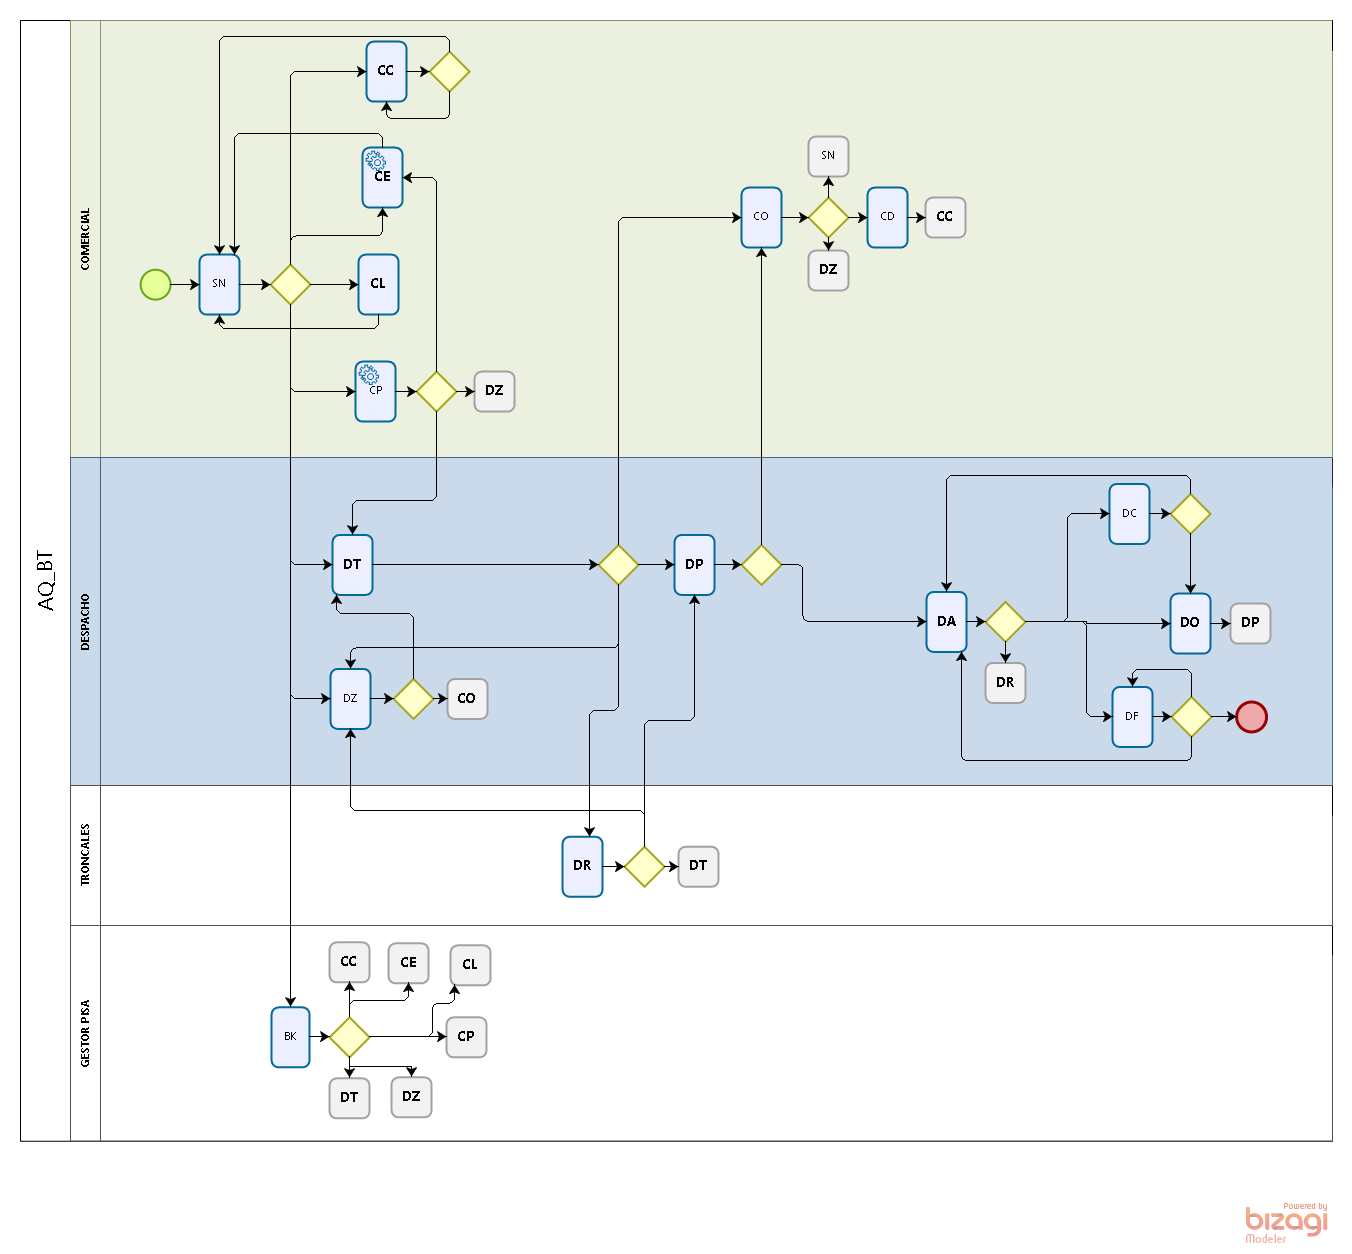 AQ_BT
COMERCIAL
CC
CE
SN
CL
CP
DZ
SN
CO
CD
CC
DZ
DESPACHO
DT
DP
DZ
CO
DC
DA
DO
DP
DR
DF
TRONCALES
DR
DT
GESTOR PISA
CC
CE
CL
BK
CP
DT
DZ
Powered by
bizagi
Modeler